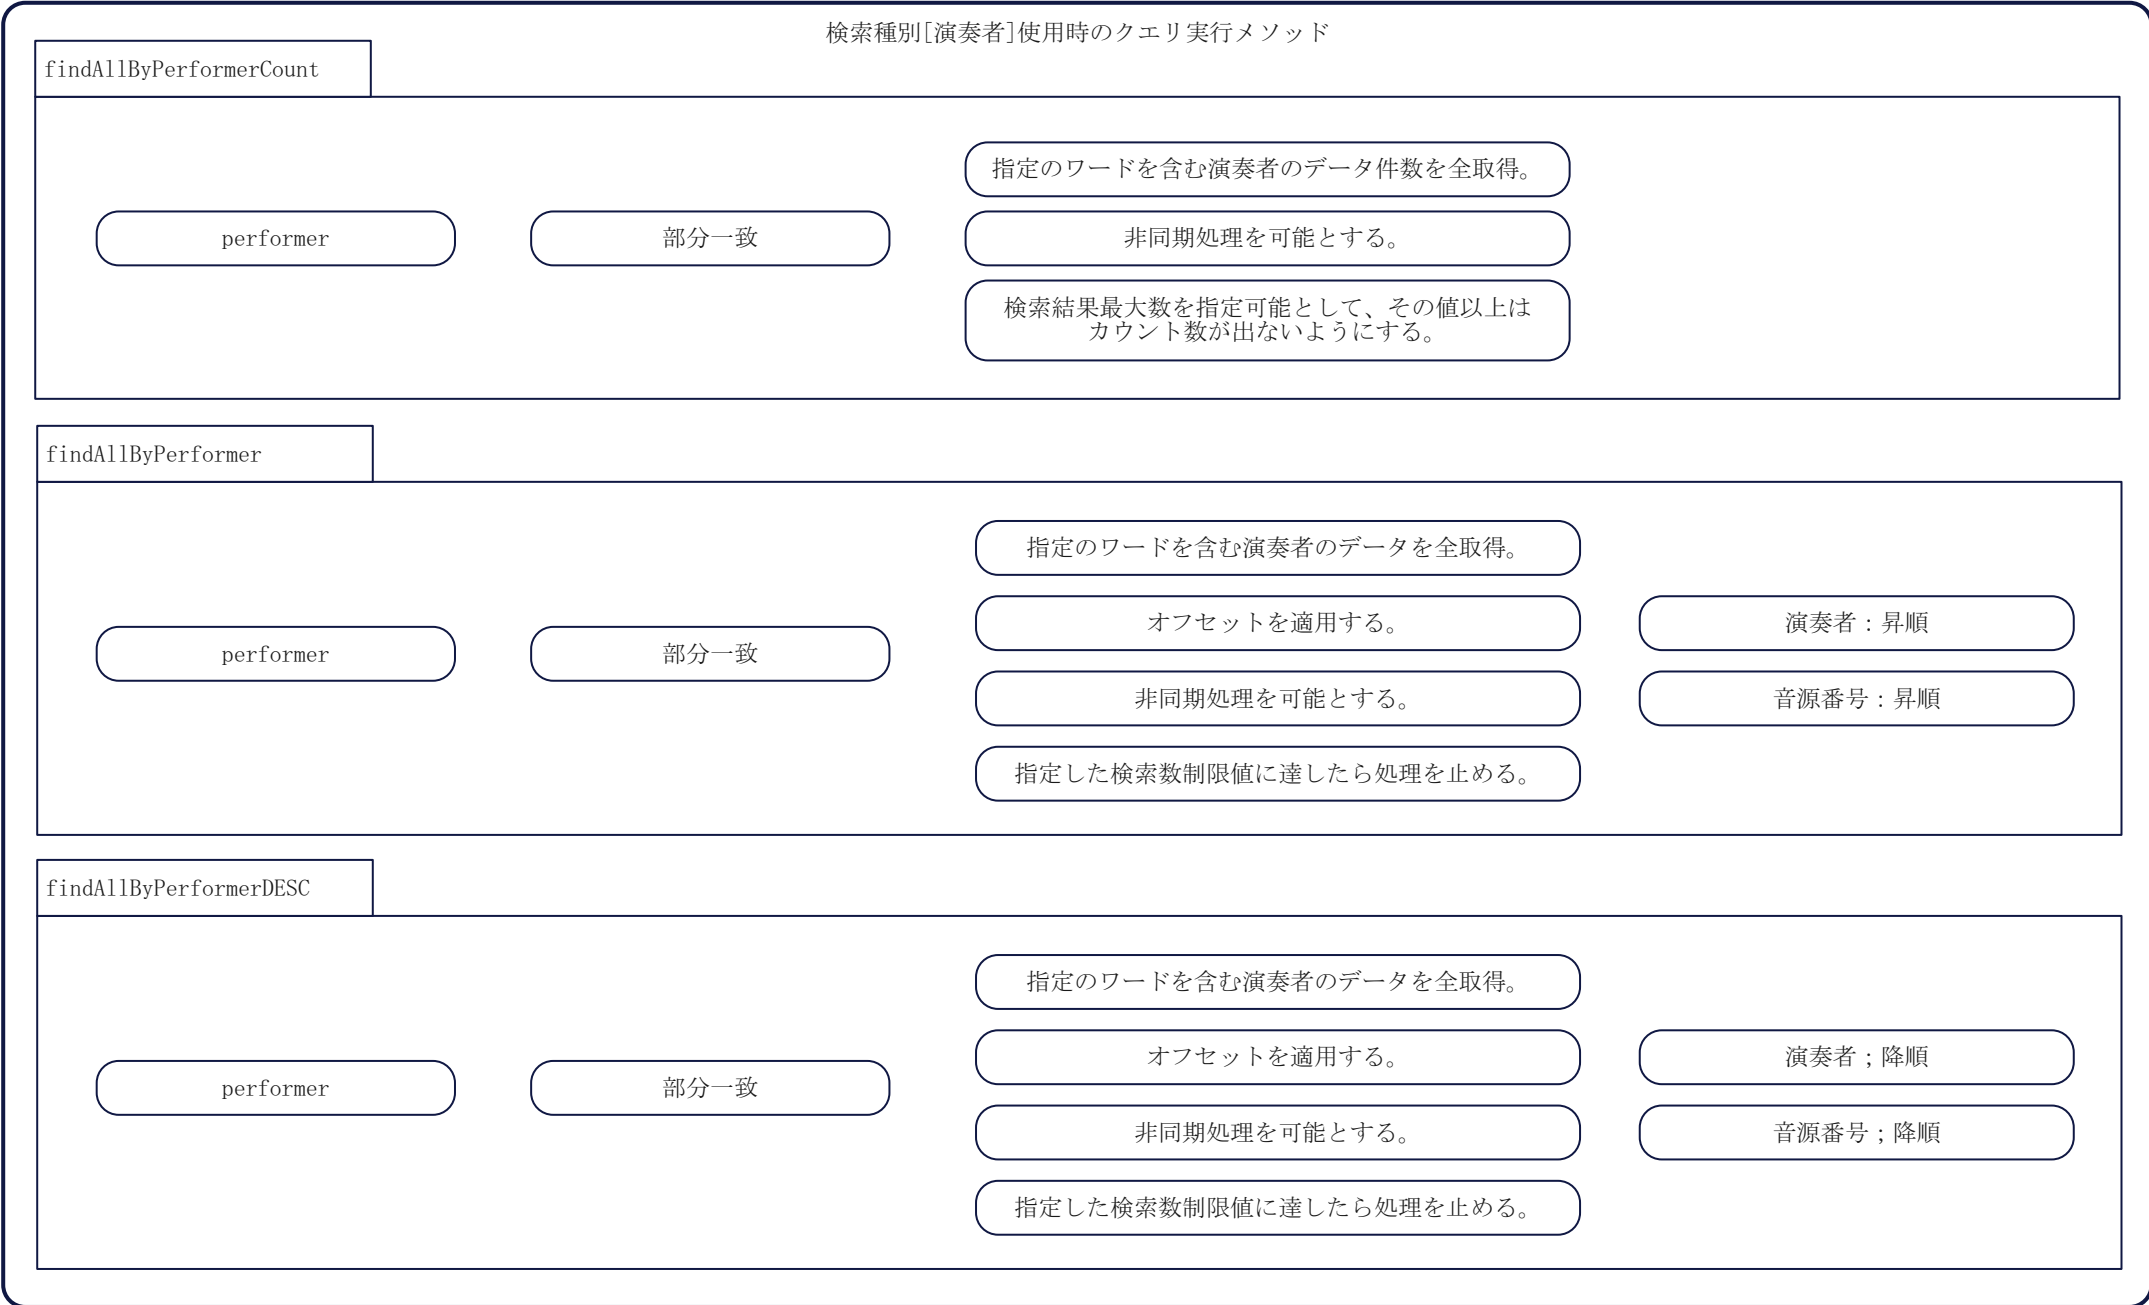 検索種別[演奏者]使用時のクエリ実行メソッド
findAllByPerformerCount
performer
部分一致
指定のワードを含む演奏者のデータ件数を全取得。
非同期処理を可能とする。
検索結果最大数を指定可能として、その値以上は
カウント数が出ないようにする。
findAllByPerformer
performer
部分一致
指定のワードを含む演奏者のデータを全取得。
オフセットを適用する。
非同期処理を可能とする。
指定した検索数制限値に達したら処理を止める。
演奏者：昇順
音源番号：昇順
findAllByPerformerDESC
performer
部分一致
指定のワードを含む演奏者のデータを全取得。
オフセットを適用する。
非同期処理を可能とする。
指定した検索数制限値に達したら処理を止める。
演奏者；降順
音源番号；降順